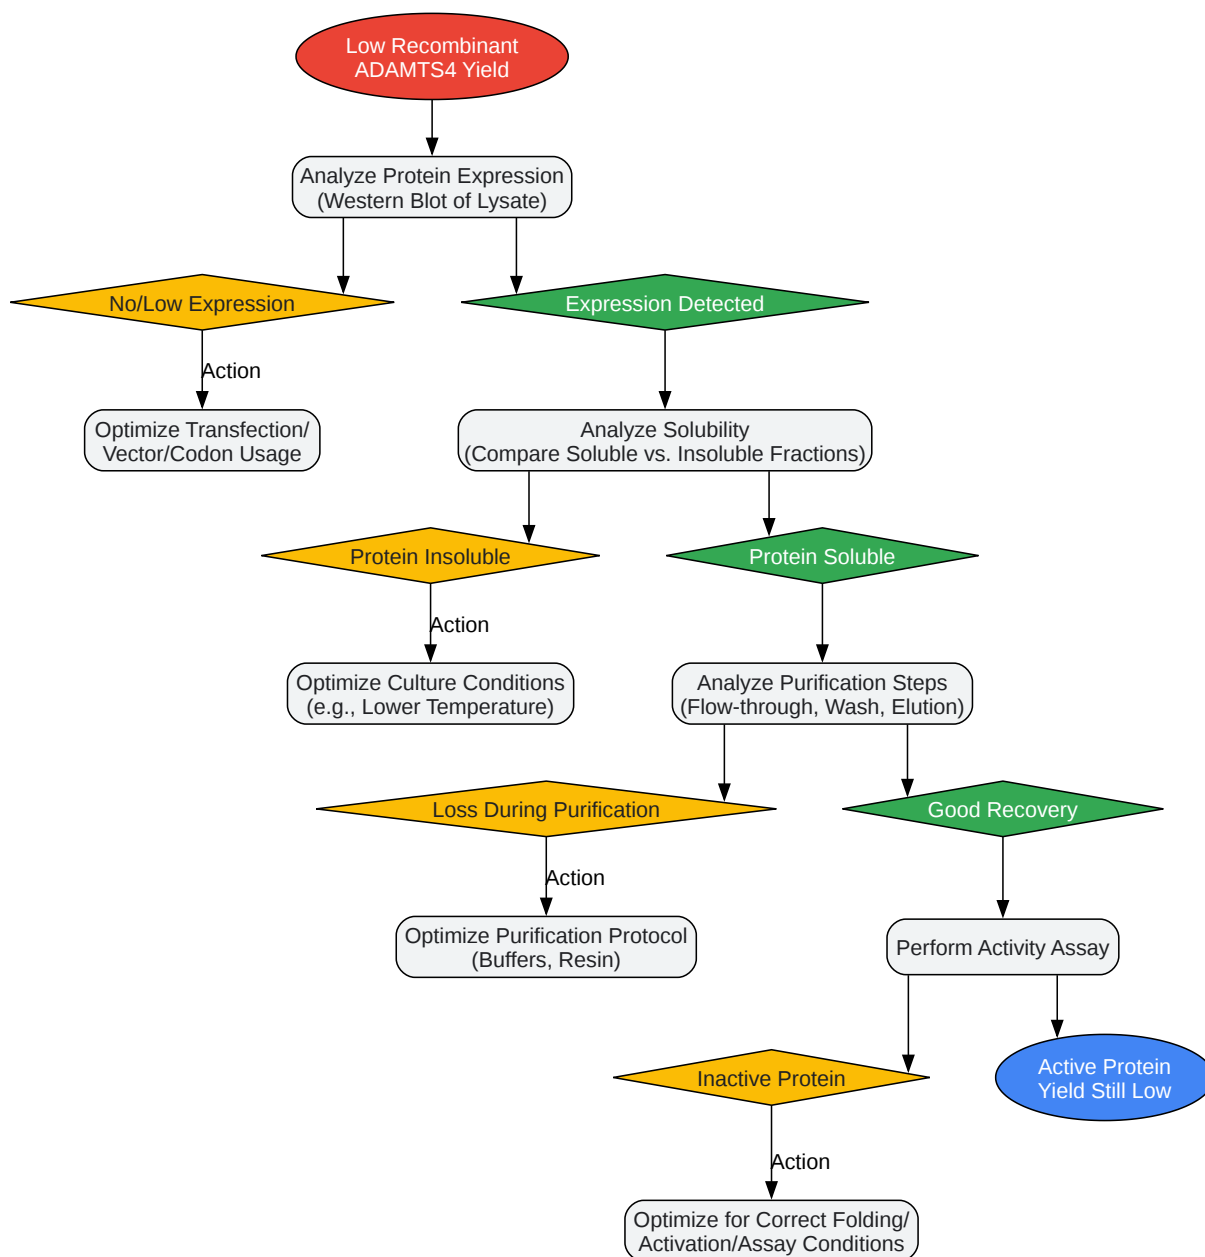 Low Recombinant
ADAMTS4 Yield
Analyze Protein Expression
(Western Blot of Lysate)
No/Low Expression
Expression Detected
Action
Optimize Transfection/
Vector/Codon Usage
Analyze Solubility
(Compare Soluble vs. Insoluble Fractions)
Protein Insoluble
Protein Soluble
Action
Optimize Culture Conditions
(e.g., Lower Temperature)
Analyze Purification Steps
(Flow-through, Wash, Elution)
Loss During Purification
Good Recovery
Action
Optimize Purification Protocol
(Buffers, Resin)
Perform Activity Assay
Inactive Protein
Active Protein
Yield Still Low
Action
Optimize for Correct Folding/
Activation/Assay Conditions